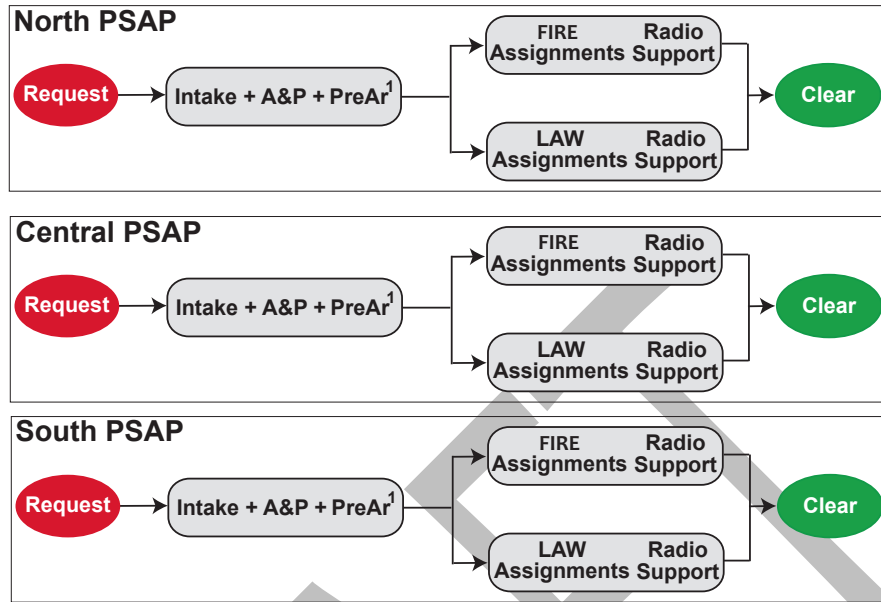 North PSAP
FIRE Radio
Assignments Support
Request
Intake + A&P + PreAr¹
Clear
LAW Radio
Assignments Support
Central PSAP
FIRE Radio
Assignments Support
Request
Intake + A&P + PreAr¹
Clear
LAW Radio
Assignments Support
South PSAP
FIRE Radio
Assignments Support
Request
Intake + A&P + PreAr¹
Clear
LAW Radio
Assignments Support